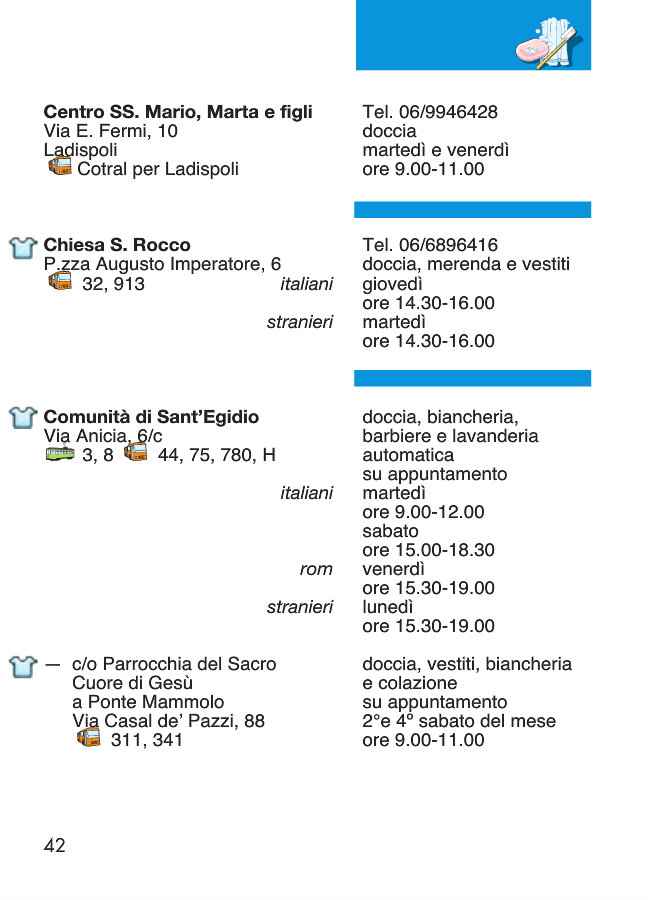 Centro SS. Mario, Marta e figli
Via E. Fermi, 10
Ladispoli
Cotral per Ladispoli
Tel. 06/9946428
doccia
martedì e venerdì
ore 9.00-11.00
Chiesa S. Rocco
P.zza Augusto Imperatore, 6
32, 913
italiani
stranieri
Tel. 06/6896416
doccia, merenda e vestiti
giovedì
ore 14.30-16.00
martedì
ore 14.30-16.00
Comunità di Sant’Egidio
Via Anicia, 6/c
3, 8 44, 75, 780, H
italiani
rom
stranieri
doccia, biancheria,
barbiere e lavanderia
automatica
su appuntamento
martedì
ore 9.00-12.00
sabato
ore 15.00-18.30
venerdì
ore 15.30-19.00
lunedì
ore 15.30-19.00
— c/o Parrocchia del Sacro
Cuore di Gesù
a Ponte Mammolo
Via Casal de’ Pazzi, 88
311, 341
doccia, vestiti, biancheria
e colazione
su appuntamento
2°e 4º sabato del mese
ore 9.00-11.00
42